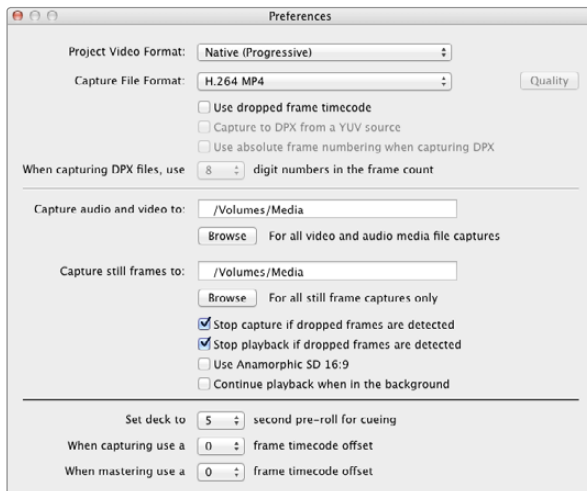 Preferences
Project Video Format: Native (Progressive)
Capture File Format: H.264 MP4 Quality
Use dropped frame timecode
Capture to DPX from a YUV source
Use absolute frame numbering when capturing DPX
When capturing DPX files, use 8 digit numbers in the frame count
Capture audio and video to: /Volumes/Media
Browse For all video and audio media file captures
Capture still frames to: /Volumes/Media
Browse For all still frame captures only
Stop capture if dropped frames are detected
Stop playback if dropped frames are detected
Use Anamorphic SD 16:9
Continue playback when in the background
Set deck to 5 second pre-roll for cueing
When capturing use a 0 frame timecode offset
When mastering use a 0 frame timecode offset